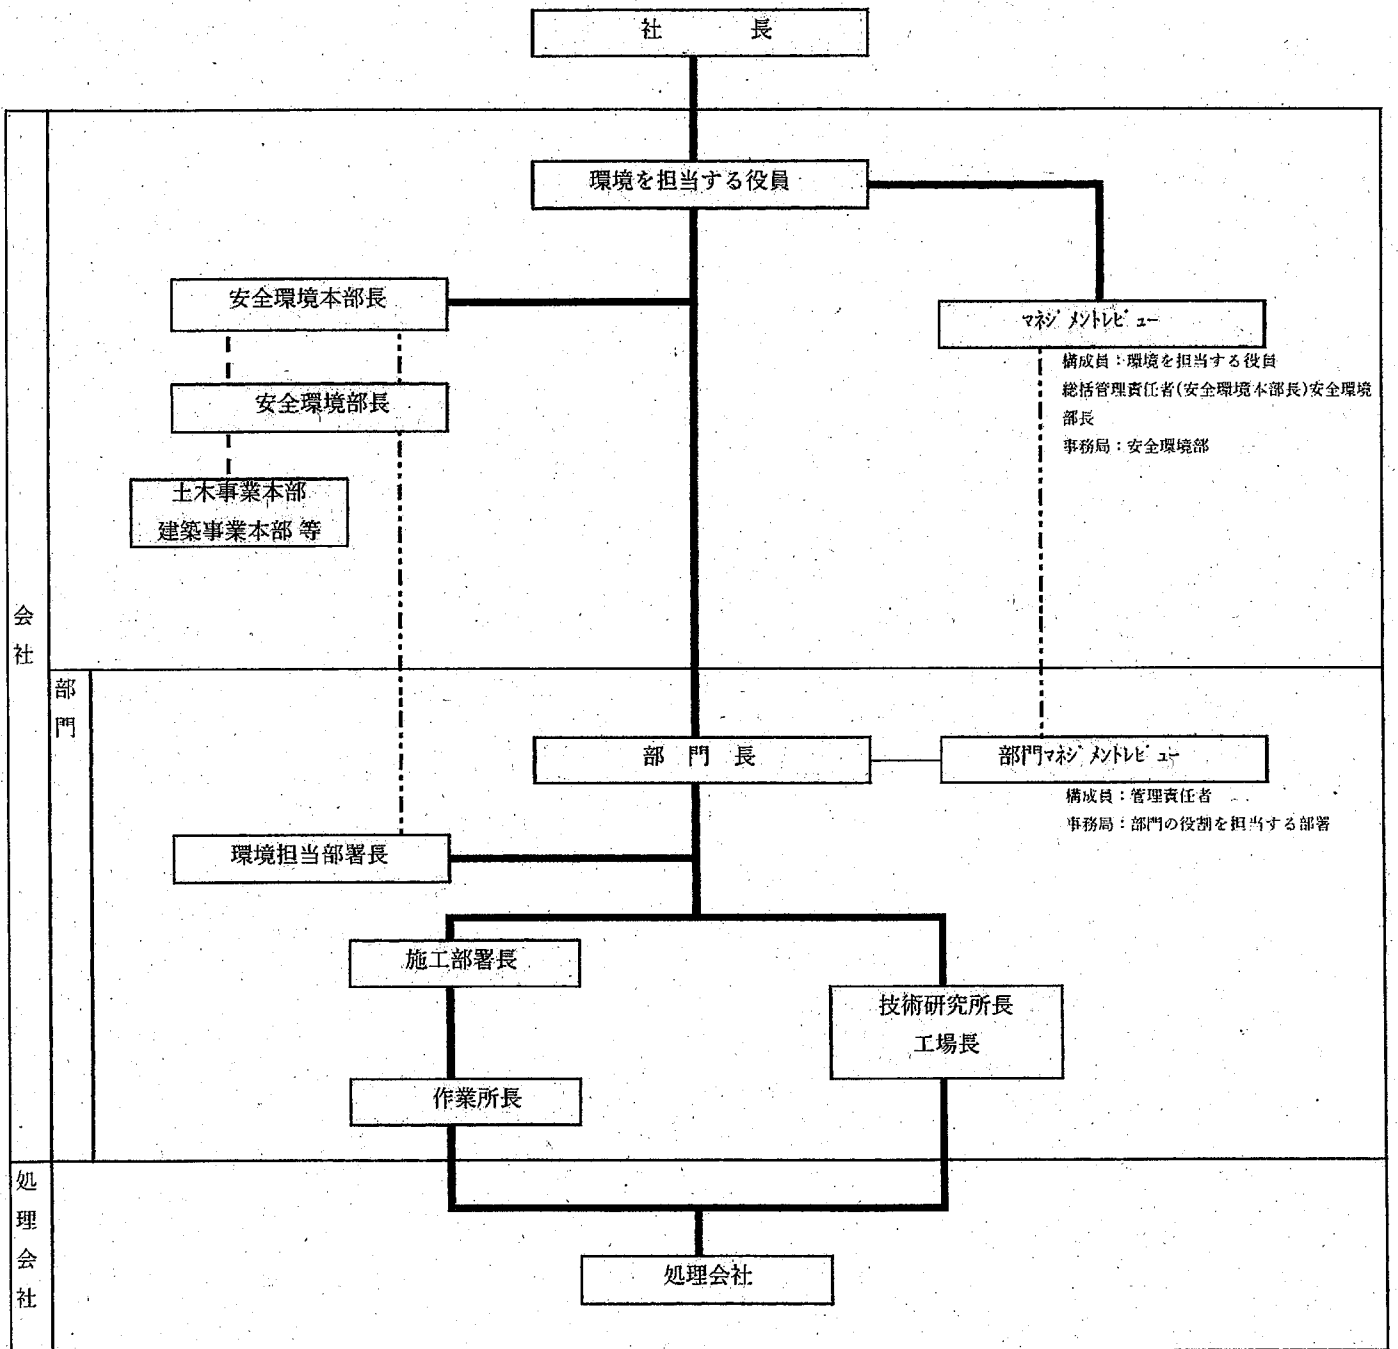 社　　　長
環境を担当する役員
安全環境本部長
マネジメントレビュー
構成員：環境を担当する役員
総括管理責任者(安全環境本部長)安全環境
部長
事務局：安全環境部
安全環境部長
土木事業本部
建築事業本部 等
会
社
部
門
部　門　長
部門マネジメントレビュー
構成員：管理責任者
事務局：部門の役割を担当する部署
環境担当部署長
施工部署長
技術研究所長
工場長
作業所長
処
理
会
社
処理会社